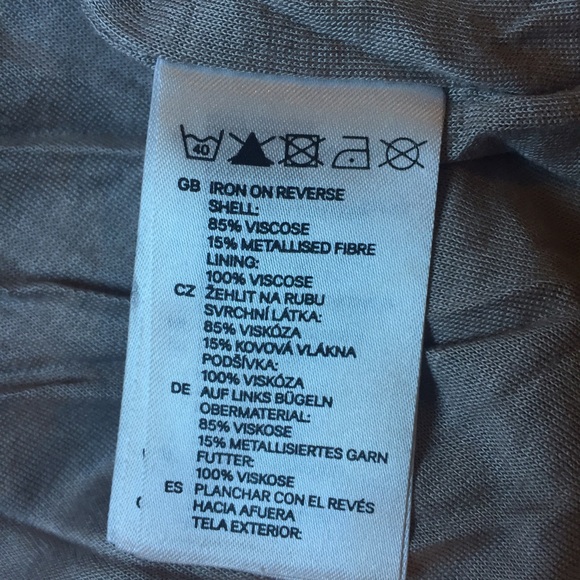 40
GB IRON ON REVERSE
SHELL:
85% VISCOSE
15% METALLISED FIBRE
LINING:
100% VISCOSE
CZ ŽEHLIT NA RUBU
SVRCHNÍ LÁTKA:
85% VISKÓZA
15% KOVOVÁ VLÁKNA
PODŠÍVKA:
100% VISKÓZA
DE AUF LINKS BÜGELN
OBERMATERIAL:
85% VISKOSE
15% METALLISIERTES GARN
FUTTER:
100% VISKOSE
ES PLANCHAR CON EL REVÉS
HACIA AFUERA
TELA EXTERIOR: